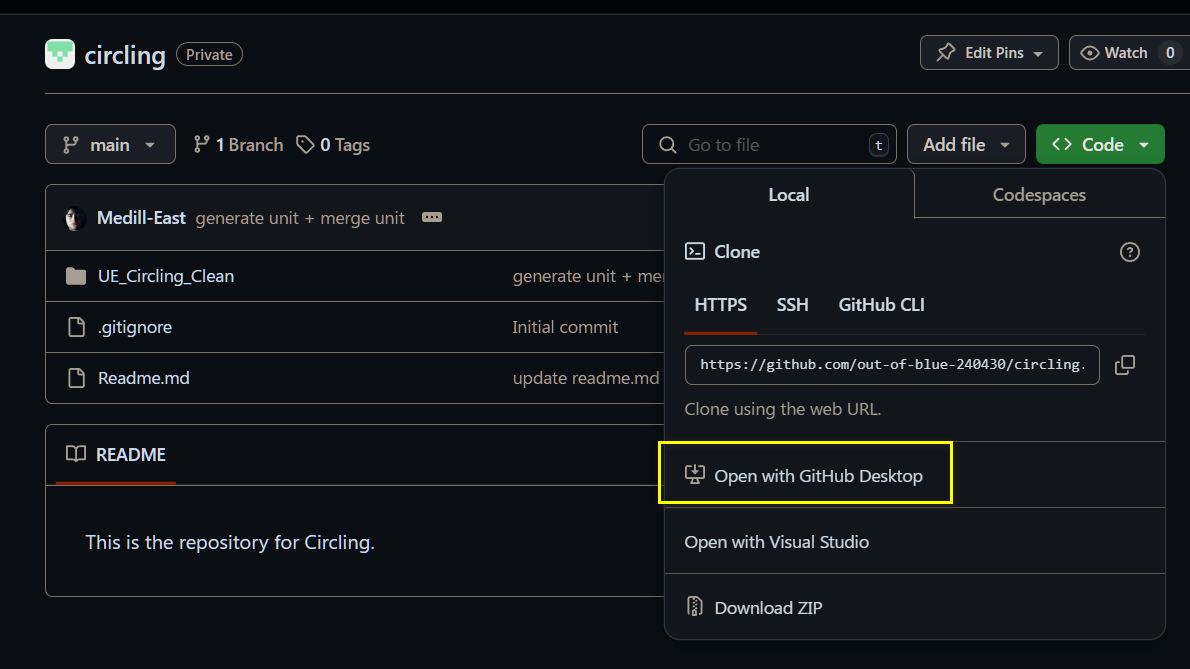 circling Private Edit Pins Watch 0
main 1 Branch 0 Tags Go to file t Add file Code
Local Codespaces
Medill-East generate unit + merge unit
Clone
UE_Circling_Clean generate unit + mer
HTTPS SSH GitHub CLI
.gitignore Initial commit
https://github.com/out-of-blue-240430/circling.
Readme.md update readme.md
Clone using the web URL.
README
Open with GitHub Desktop
This is the repository for Circling.
Open with Visual Studio
Download ZIP